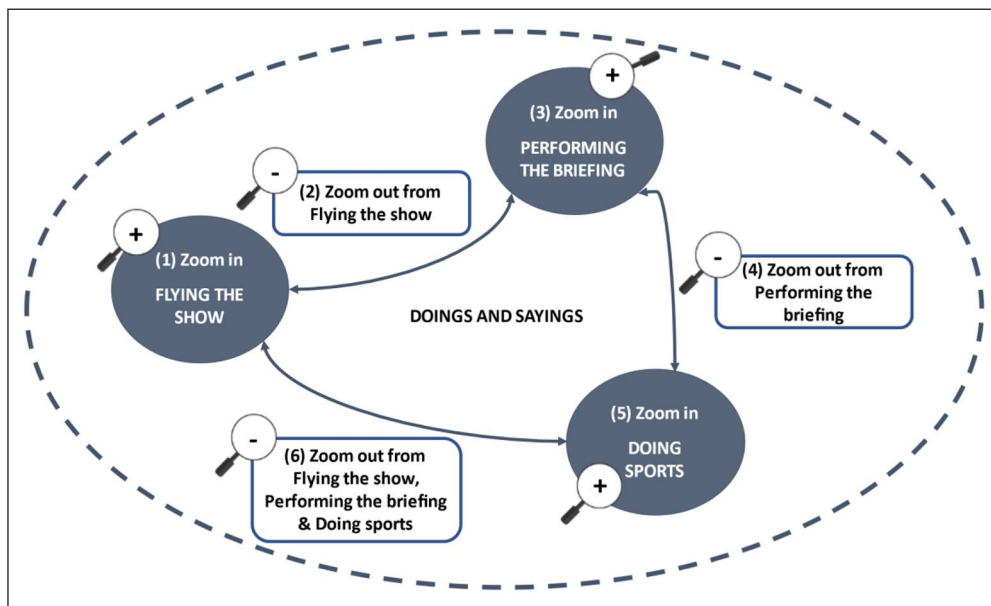 +
(3) Zoom in
PERFORMING
THE BRIEFING
-
(2) Zoom out from
Flying the show
+
(1) Zoom in
FLYING THE
SHOW
-
(4) Zoom out from
Performing the
briefing
DOINGS AND SAYINGS
(5) Zoom in
DOING
SPORTS
+
-
(6) Zoom out from
Flying the show,
Performing the briefing
& Doing sports